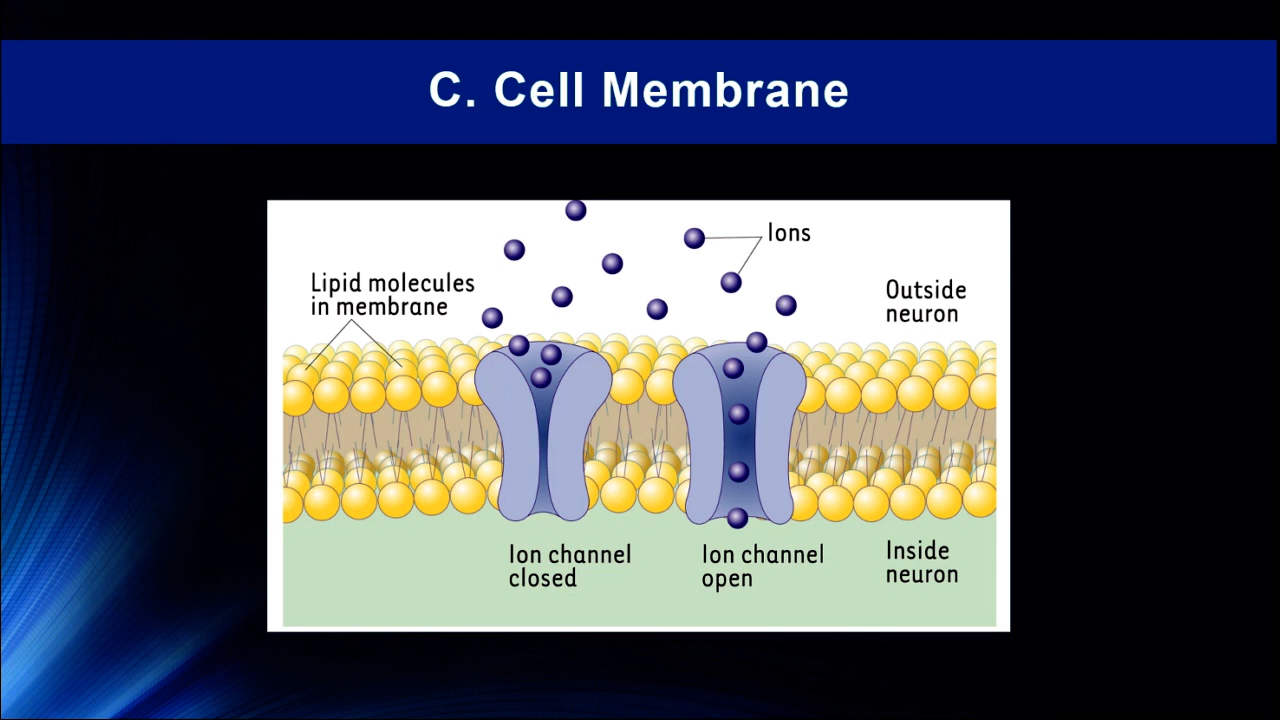 C. Cell Membrane
Ions
Lipid molecules
in membrane
Outside
neuron
Ion channel
closed
Ion channel
open
Inside
neuron